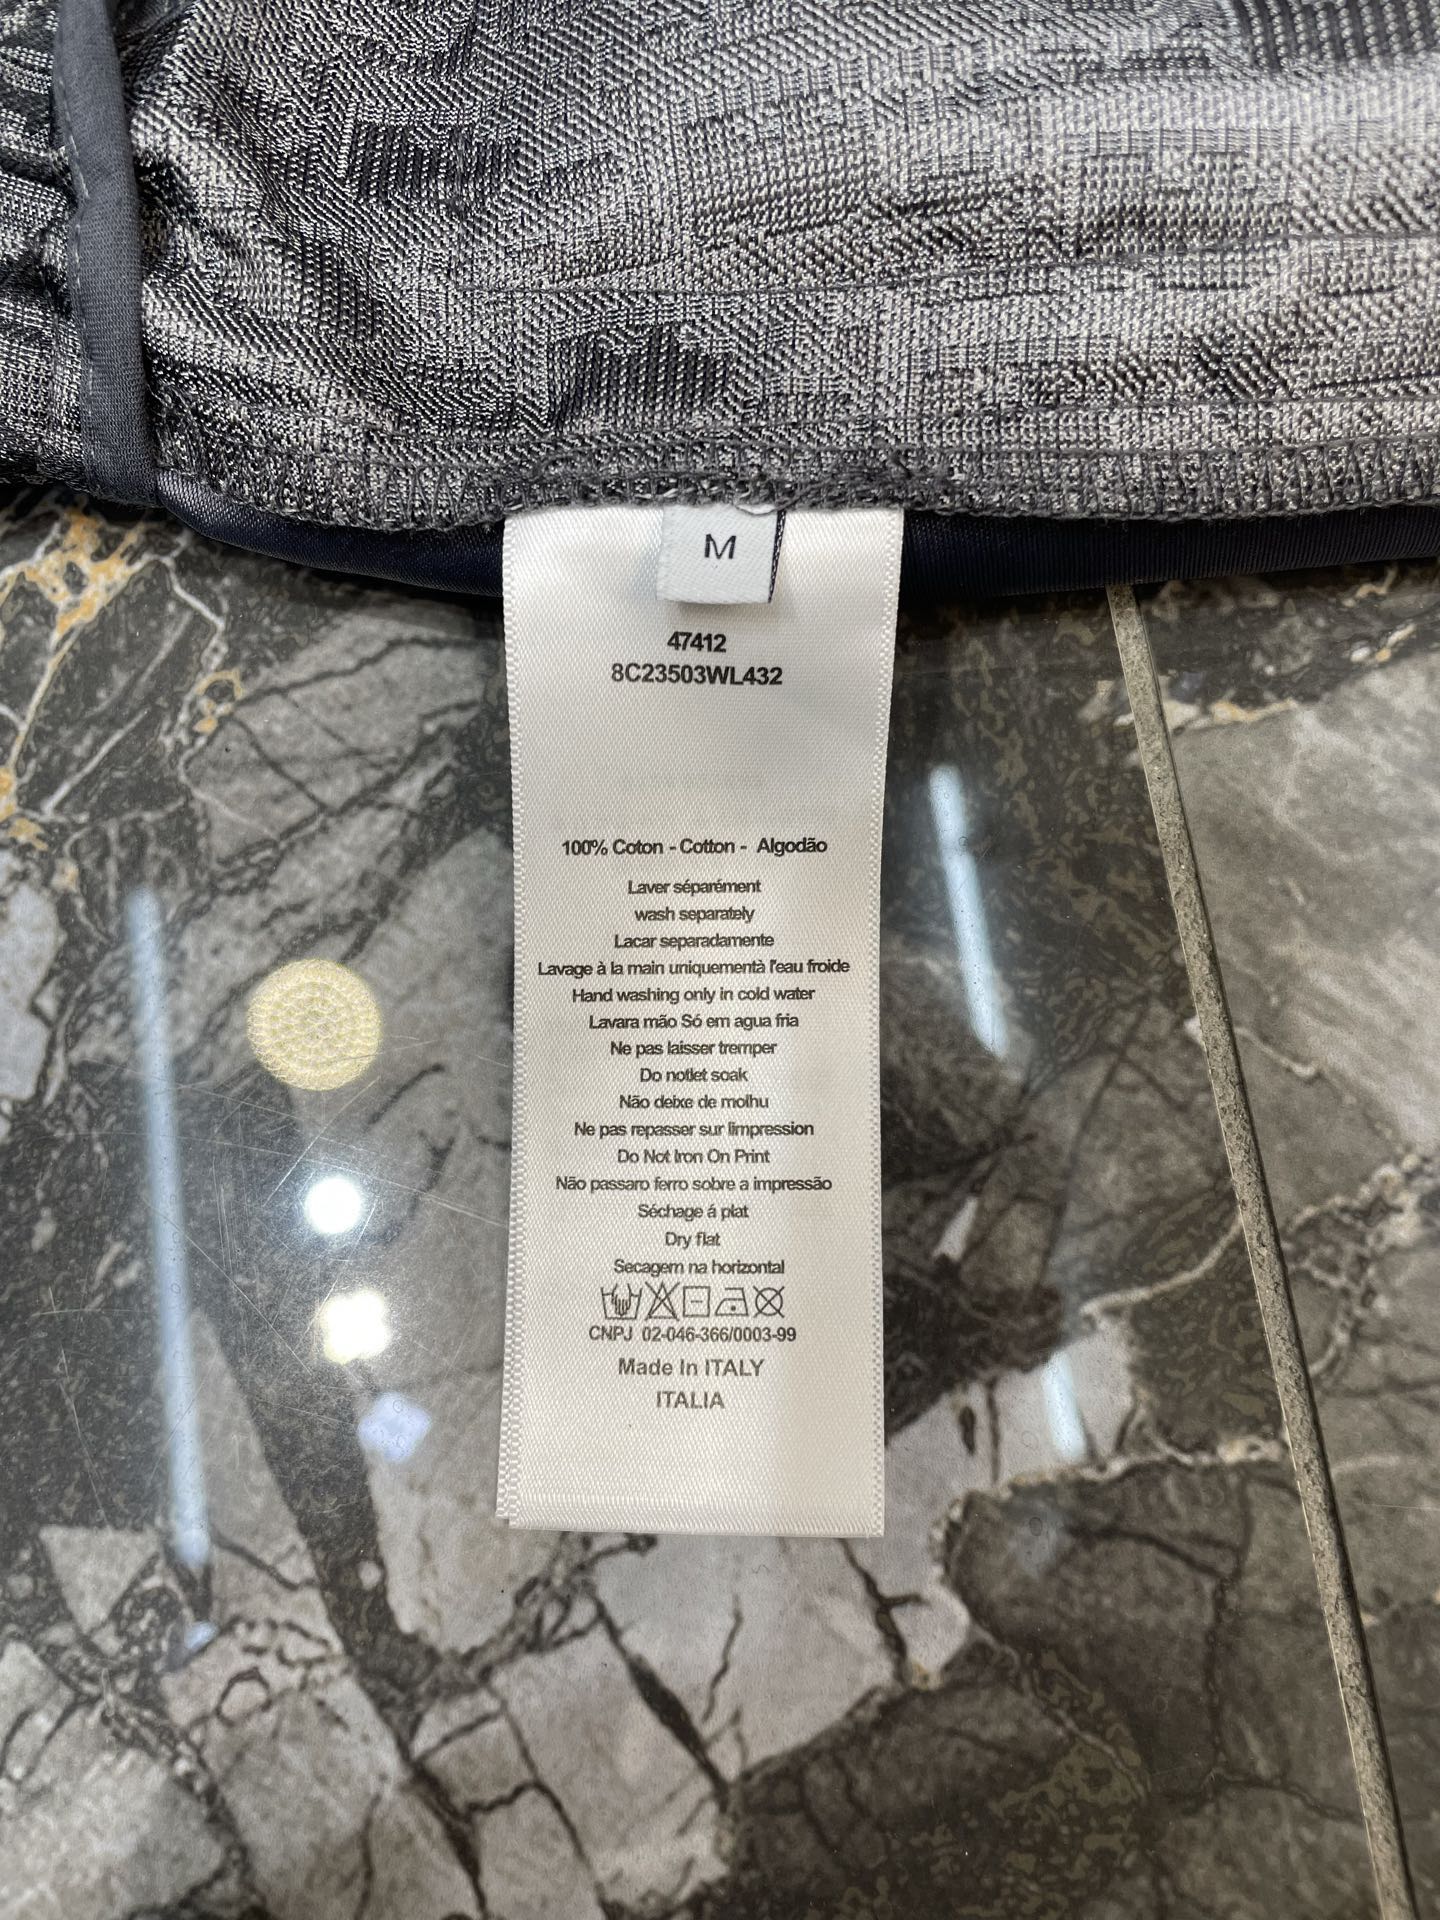 M
47412
8C23503WL432
100% Coton - Cotton - Algodão
Laver séparément
wash separately
Lacar separadamente
Lavage à la main uniquementà l'eau froide
Hand washing only in cold water
Lavara mão Só em agua fria
Ne pas laisser tremper
Do notlet soak
Não deixe de molhu
Ne pas repasser sur limpression
Do Not Iron On Print
Não passaro ferro sobre a impressão
Séchage á plat
Dry flat
Secagem na horizontal
CNPJ 02-046-366/0003-99
Made In ITALY
ITALIA